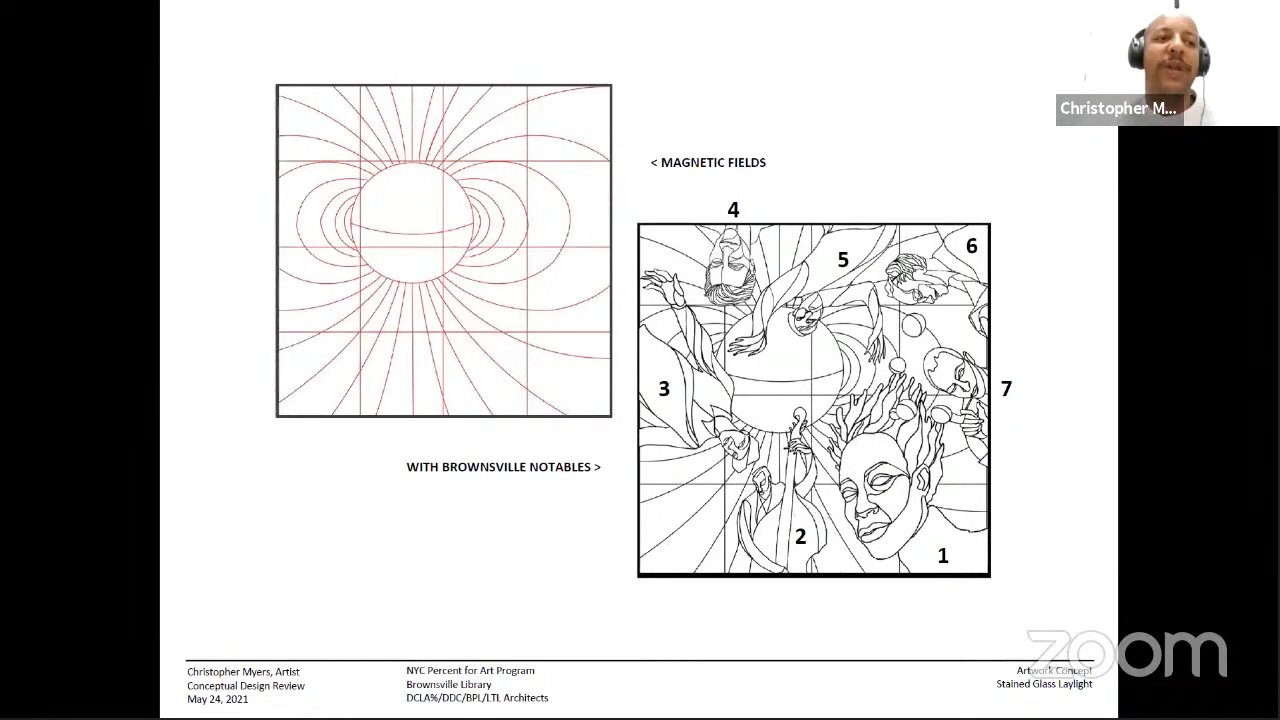 Christopher M...
< MAGNETIC FIELDS
4
5
6
3
7
WITH BROWNSVILLE NOTABLES >
2
1
Christopher Myers, Artist
Conceptual Design Review
May 24, 2021
NYC Percent for Art Program
Brownsville Library
DCLA%/DDC/BPL/LTL Architects
Artwork Concept
Stained Glass Laylight
zoom